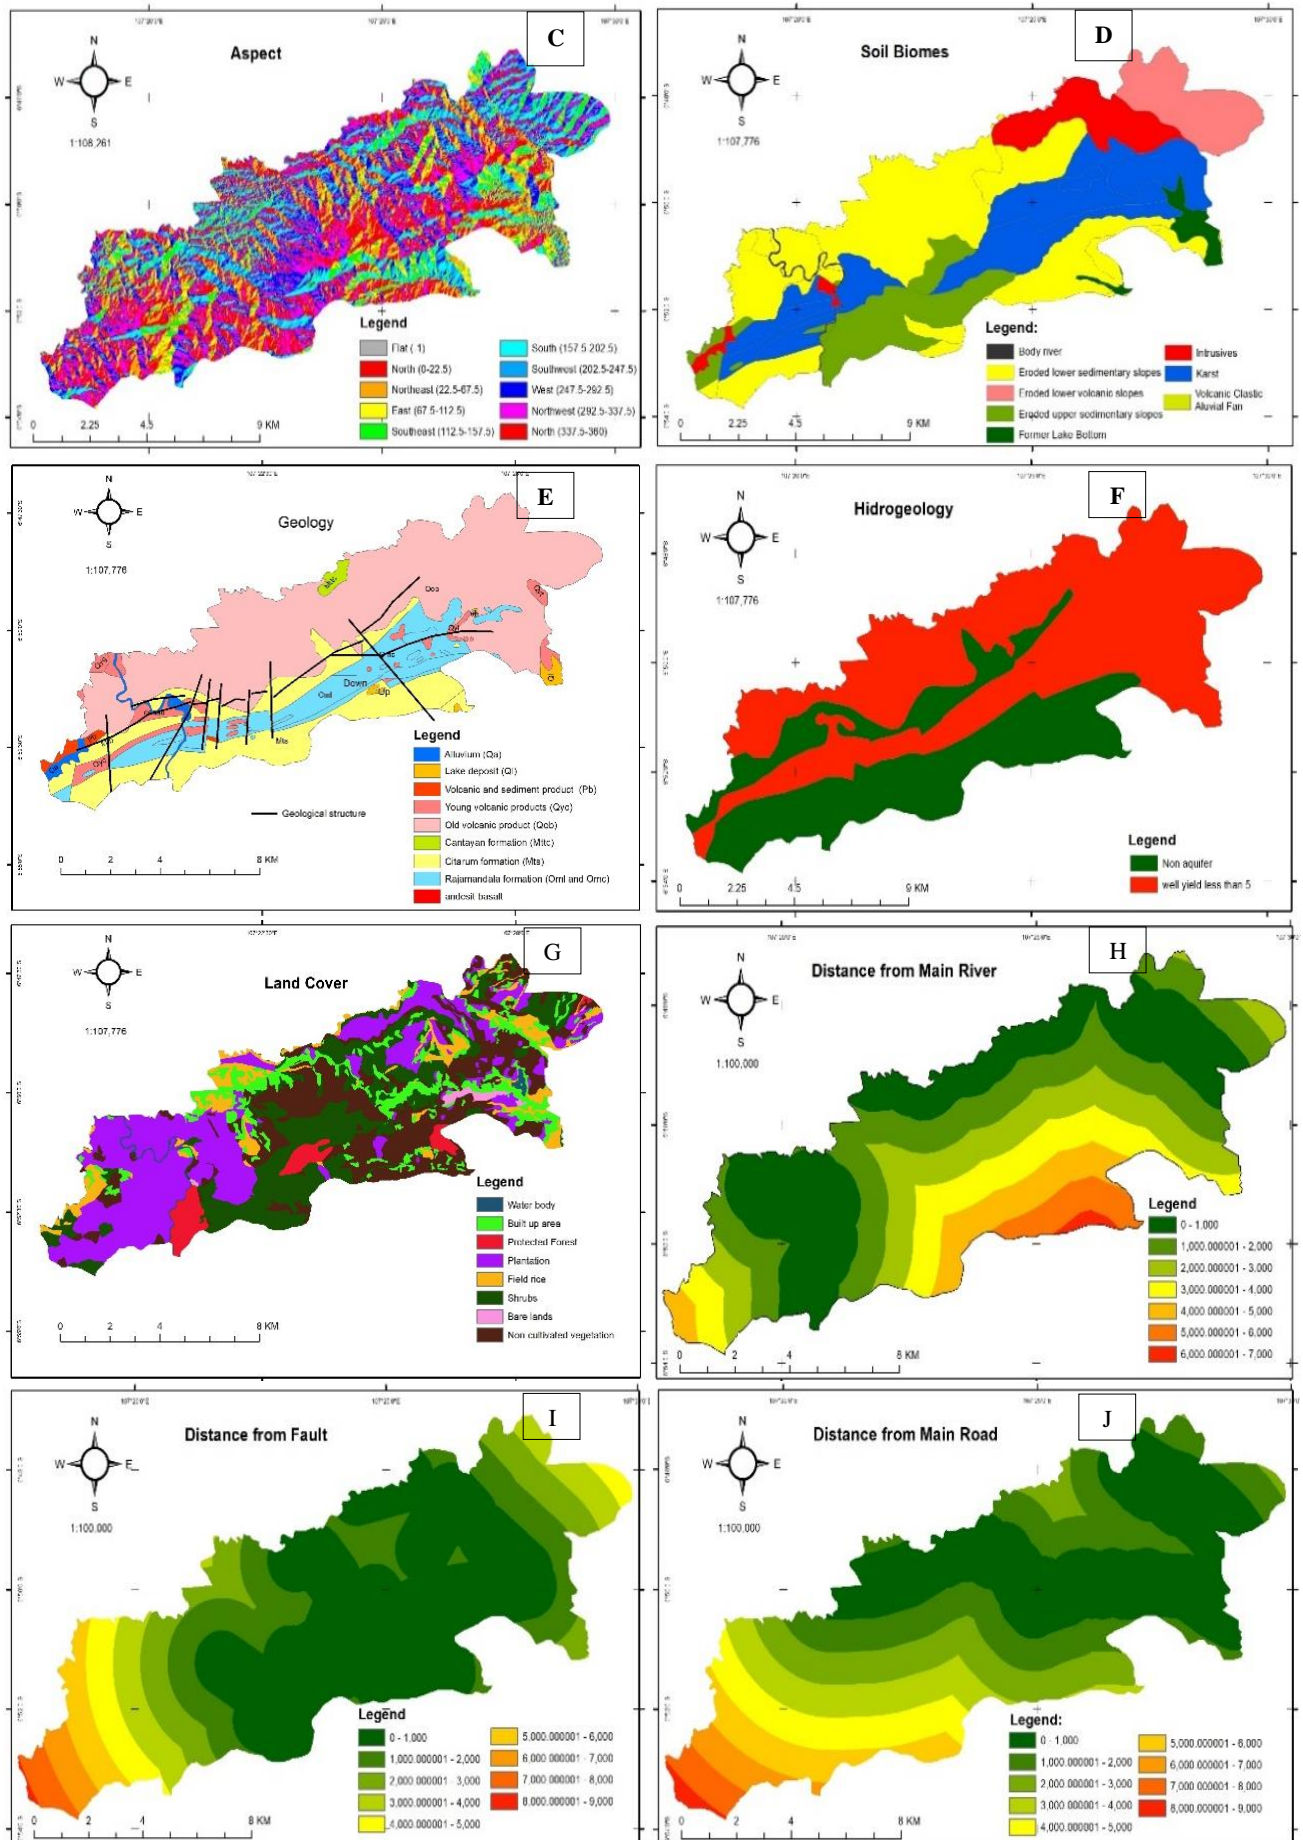 C
Aspect
N
W E
S
1:108,261
Legend
Flat (-1)
North (0-22.5)
Northeast (22.5-67.5)
East (67.5-112.5)
Southeast (112.5-157.5)
South (157.5-202.5)
Southwest (202.5-247.5)
West (247.5-292.5)
Northwest (292.5-337.5)
North (337.5-360)
0 2.25 4.5 9 KM
D
Soil Biomes
N
W E
S
1:107,776
Legend:
Body river
Eroded lower sedimentary slopes
Eroded lower volcanic slopes
Eroded upper sedimentary slopes
Former Lake Bottom
Intrusives
Karst
Volcanic Clastic
Aluvial Fan
0 2.25 4.5 9 KM
E
Geology
N
W E
S
1:107,776
Mttc
Qob
Down
Up
Oml
Mts
Qyc
Geological structure
Legend
Alluvium (Qa)
Lake deposit (Ql)
Volcanic and sediment product (Pb)
Young volcanic products (Qyc)
Old volcanic product (Qob)
Cantayan formation (Mttc)
Citarum formation (Mts)
Rajamandala formation (Oml and Omc)
andesit basalt
0 2 4 8 KM
F
Hidrogeology
N
W E
S
1:107,776
Legend
Non aquifer
well yield less than 5
0 2.25 4.5 9 KM
G
Land Cover
N
W E
S
1:107,776
Legend
Water body
Built up area
Protected Forest
Plantation
Field rice
Shrubs
Bare lands
Non cultivated vegetation
0 2 4 8 KM
H
Distance from Main River
N
W E
S
1:100,000
Legend
0 - 1,000
1,000.000001 - 2,000
2,000.000001 - 3,000
3,000.000001 - 4,000
4,000.000001 - 5,000
5,000.000001 - 6,000
6,000.000001 - 7,000
0 2 4 8 KM
I
Distance from Fault
N
W E
S
1:100,000
Legend
0 - 1,000
1,000.000001 - 2,000
2,000.000001 - 3,000
3,000.000001 - 4,000
4,000.000001 - 5,000
5,000.000001 - 6,000
6,000.000001 - 7,000
7,000.000001 - 8,000
8,000.000001 - 9,000
0 2 4 8 KM
J
Distance from Main Road
N
W E
S
1:100,000
Legend:
0 - 1,000
1,000.000001 - 2,000
2,000.000001 - 3,000
3,000.000001 - 4,000
4,000.000001 - 5,000
5,000.000001 - 6,000
6,000.000001 - 7,000
7,000.000001 - 8,000
8,000.000001 - 9,000
0 2 4 8 KM